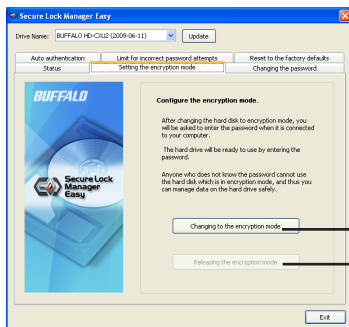 Secure Lock Manager Easy
Drive Name: BUFFALO HD-CXU2 (2009-06-11) Update
Auto authentication Limit for incorrect password attempts Reset to the factory defaults
Status Setting the encryption mode Changing the password
BUFFALO
Secure Lock
Manager
Easy
Configure the encryption mode.
After changing the hard disk to encryption mode, you
will be asked to enter the password when it is connected
to your computer.
The hard drive will be ready to use by entering the
password.
Anyone who does not know the password cannot use
the hard disk which is in encryption mode, and thus you
can manage data on the hard drive safely.
Changing to the encryption mode
Releasing the encryption mode
Exit